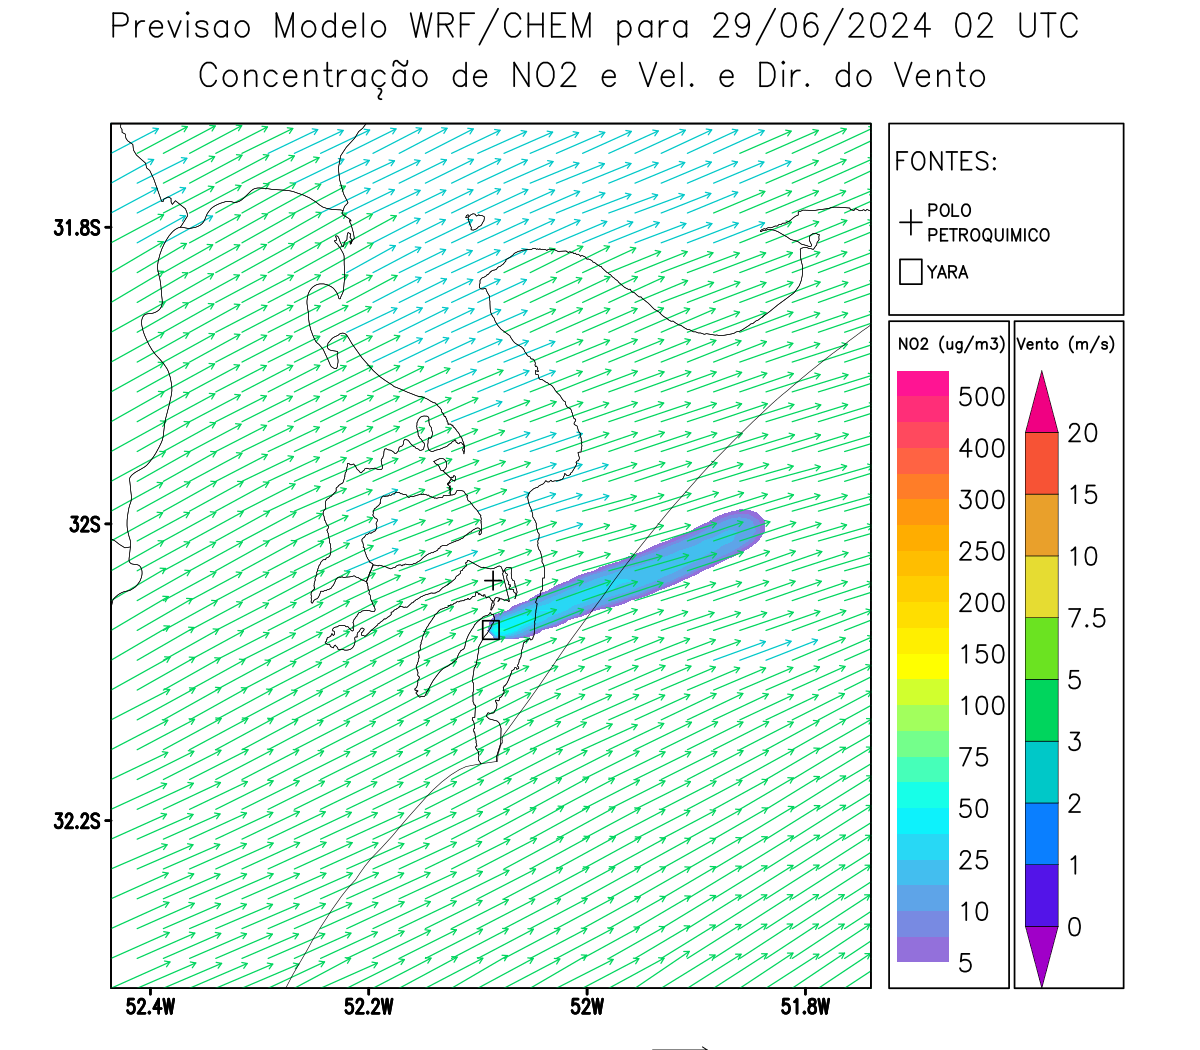 Previsao Modelo WRF/CHEM para 29/06/2024 02 UTC
Concentração de NO2 e Vel. e Dir. do Vento
FONTES:
POLO
PETROQUIMICO
YARA
NO2 (ug/m3)
500
400
300
250
200
150
100
75
50
25
10
5
Vento (m/s)
20
15
10
7.5
5
3
2
1
0
31.8S
32S
32.2S
52.4W
52.2W
52W
51.8W